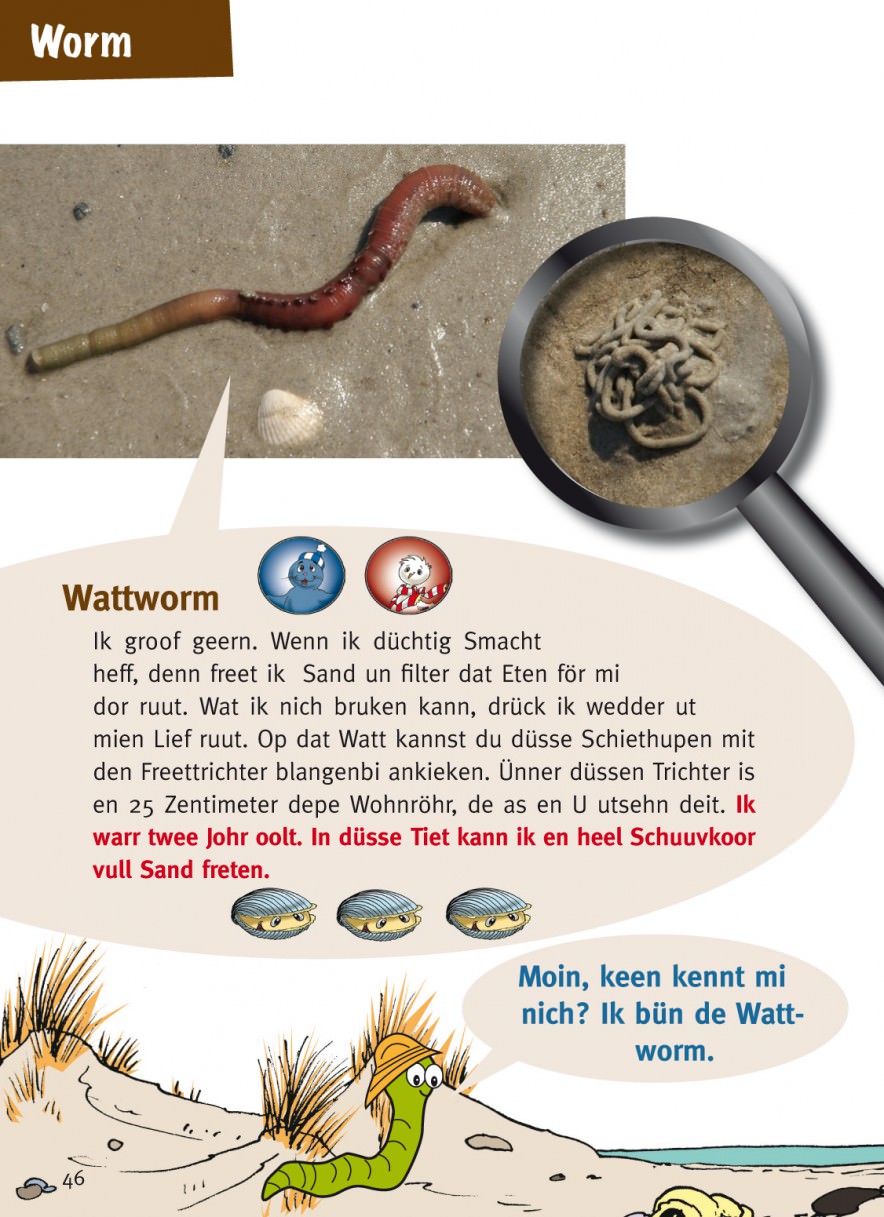 Worm
Wattworm
Ik groof geern. Wenn ik düchtig Smacht
heff, denn freet ik Sand un filter dat Eten för mi
dor ruut. Wat ik nich bruken kann, drück ik wedder ut
mien Lief ruut. Op dat Watt kannst du düsse Schiethupen mit
den Freettrichter blangenbi ankieken. Ünner düssen Trichter is
en 25 Zentimeter depe Wohnröhr, de as en U utsehn deit. Ik
warr twee Johr oolt. In düsse Tiet kann ik en heel Schuuvkoor
vull Sand freten.
Moin, keen kennt mi
nich? Ik bün de Watt-
worm.
46